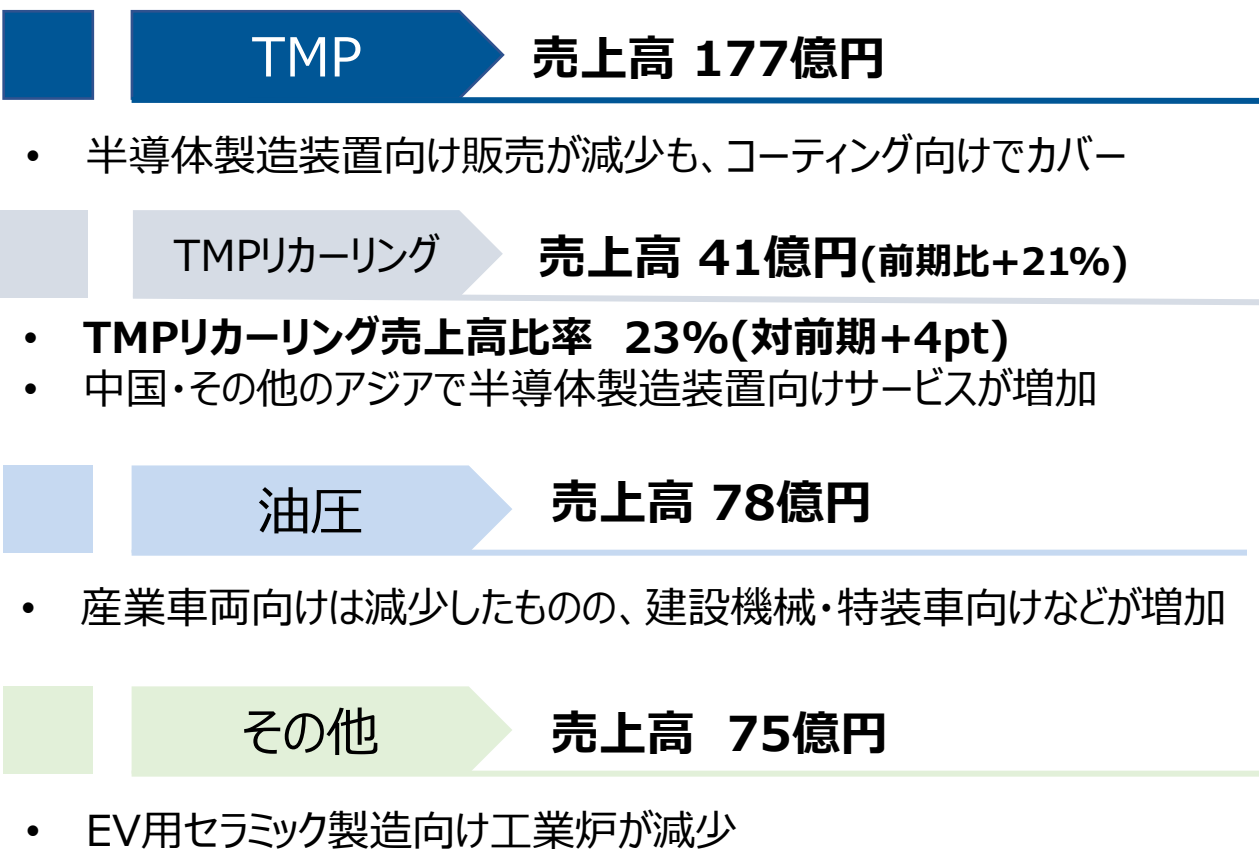 TMP 売上高 177億円
• 半導体製造装置向け販売が減少も、コーティング向けでカバー
TMPリカーリング 売上高 41億円(前期比+21%)
• TMPリカーリング売上高比率 23%(対前期+4pt)
• 中国・その他のアジアで半導体製造装置向けサービスが増加
油圧 売上高 78億円
• 産業車両向けは減少したものの、建設機械・特装車向けなどが増加
その他 売上高 75億円
• EV用セラミック製造向け工業炉が減少